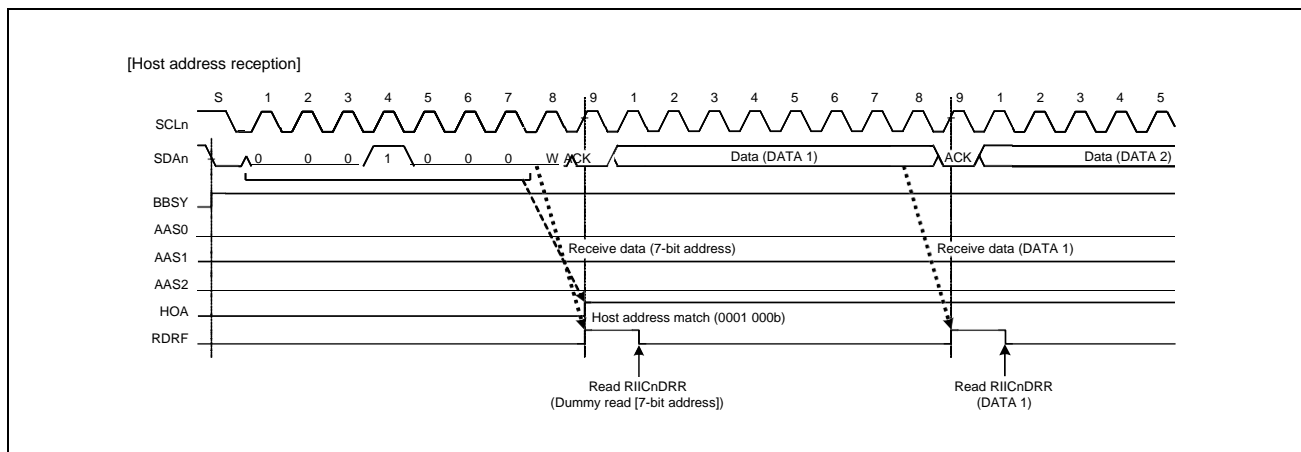 [Host address reception]
S 1 2 3 4 5 6 7 8 9 1 2 3 4 5 6 7 8 9 1 2 3 4 5
SCLn
SDAn 0 0 0 1 0 0 0 W ACK Data (DATA 1) ACK Data (DATA 2)
BBSY
AAS0
Receive data (7-bit address) Receive data (DATA 1)
AAS1
AAS2
HOA
Host address match (0001 000b)
RDRF
Read RIICnDRR Read RIICnDRR
(Dummy read [7-bit address]) (DATA 1)